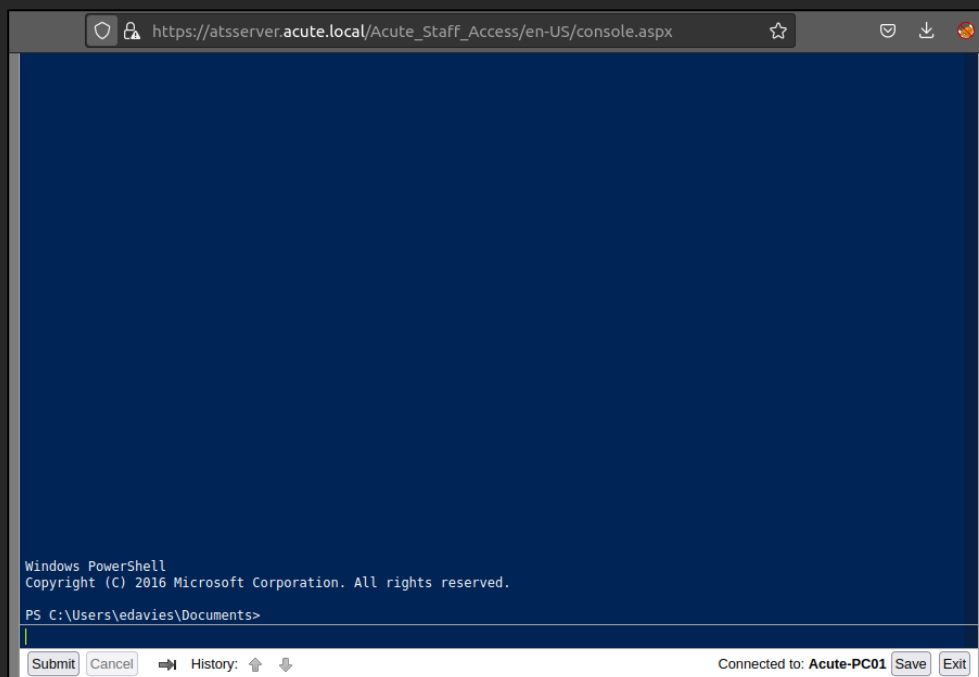 https://atsserver.acute.local/Acute_Staff_Access/en-US/console.aspx
Windows PowerShell
Copyright (C) 2016 Microsoft Corporation. All rights reserved.
PS C:\Users\edavies\Documents>
Submit Cancel History: Connected to: Acute-PC01 Save Exit